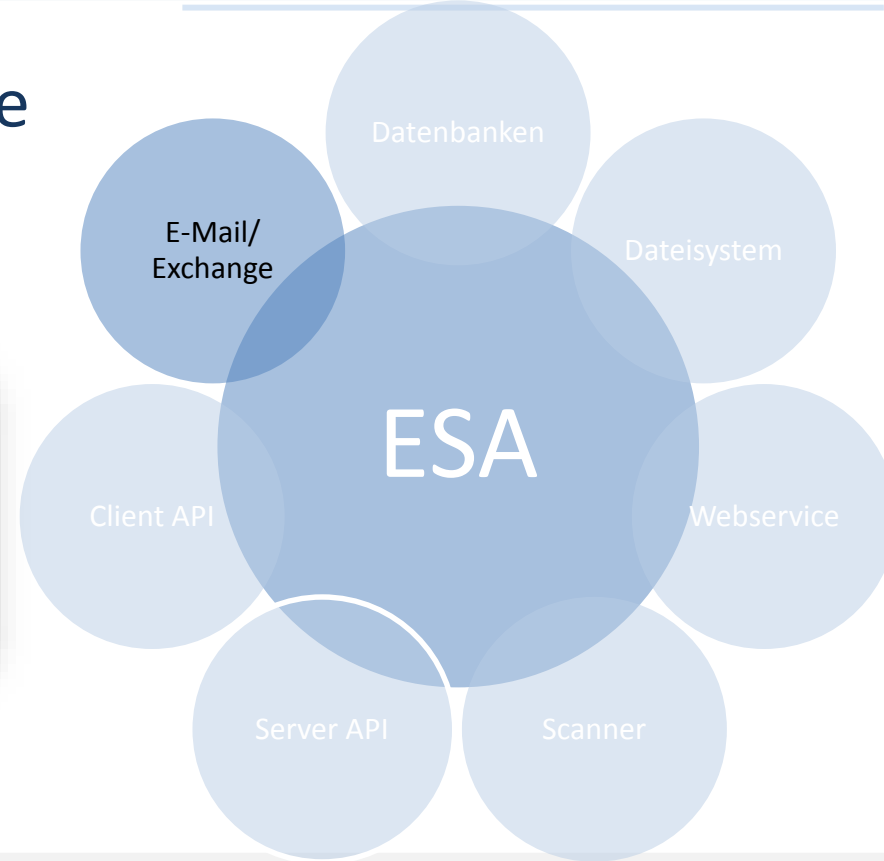 e
Datenbanken
E-Mail/
Exchange
Dateisystem
ESA
Client API
Webservice
Server API
Scanner